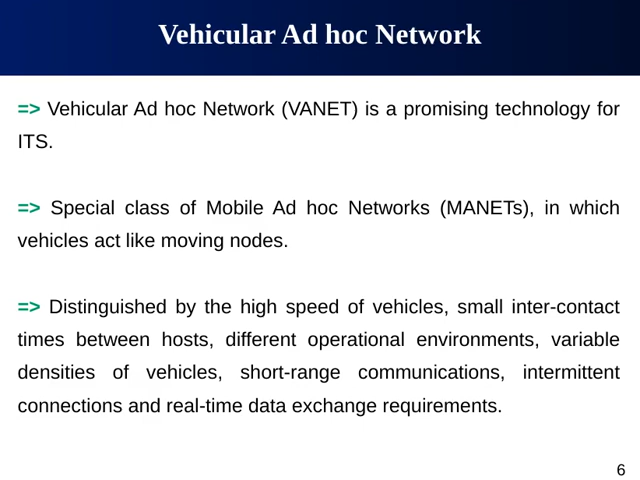 Vehicular Ad hoc Network
=> Vehicular Ad hoc Network (VANET) is a promising technology for
ITS.
=> Special class of Mobile Ad hoc Networks (MANETs), in which
vehicles act like moving nodes.
=> Distinguished by the high speed of vehicles, small inter-contact
times between hosts, different operational environments, variable
densities of vehicles, short-range communications, intermittent
connections and real-time data exchange requirements.
6